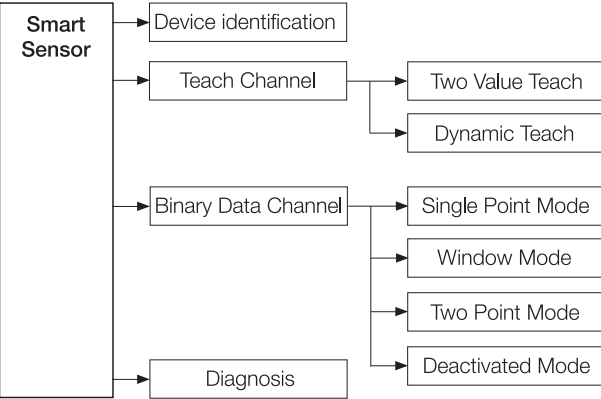 Smart
Sensor
Device identification
Teach Channel
Two Value Teach
Dynamic Teach
Binary Data Channel
Single Point Mode
Window Mode
Two Point Mode
Deactivated Mode
Diagnosis